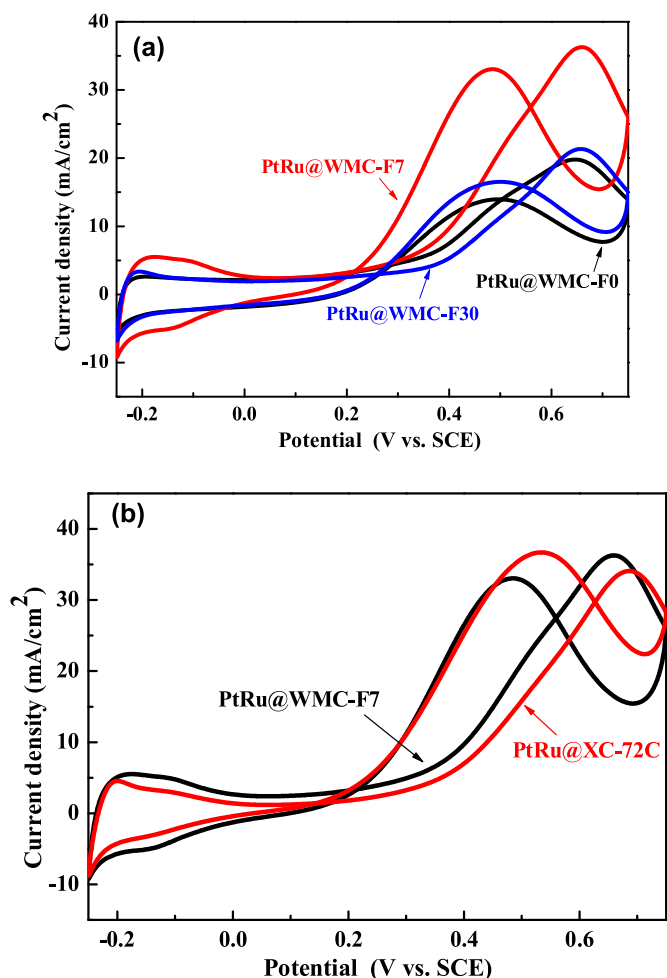 (a)
40
30
20
10
0
-10
Current density (mA/cm²)
PtRu@WMC-F7
PtRu@WMC-F0
PtRu@WMC-F30
-0.2 0.0 0.2 0.4 0.6
Potential (V vs. SCE)
(b)
40
30
20
10
0
-10
Current density (mA/cm²)
PtRu@WMC-F7
PtRu@XC-72C
-0.2 0.0 0.2 0.4 0.6
Potential (V vs. SCE)